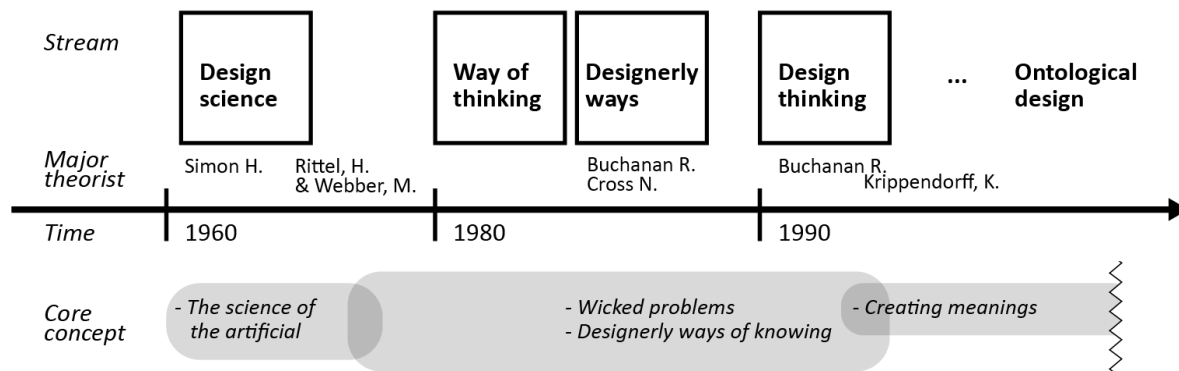 Stream
Design
science
Way of
thinking
Designerly
ways
Design
thinking
...
Ontological
design
Major
theorist
Simon H.
Rittel, H.
& Webber, M.
Buchanan R.
Cross N.
Buchanan R.
Krippendorff, K.
Time
1960
1980
1990
Core
concept
- The science of
the artificial
- Wicked problems
- Designerly ways of knowing
- Creating meanings